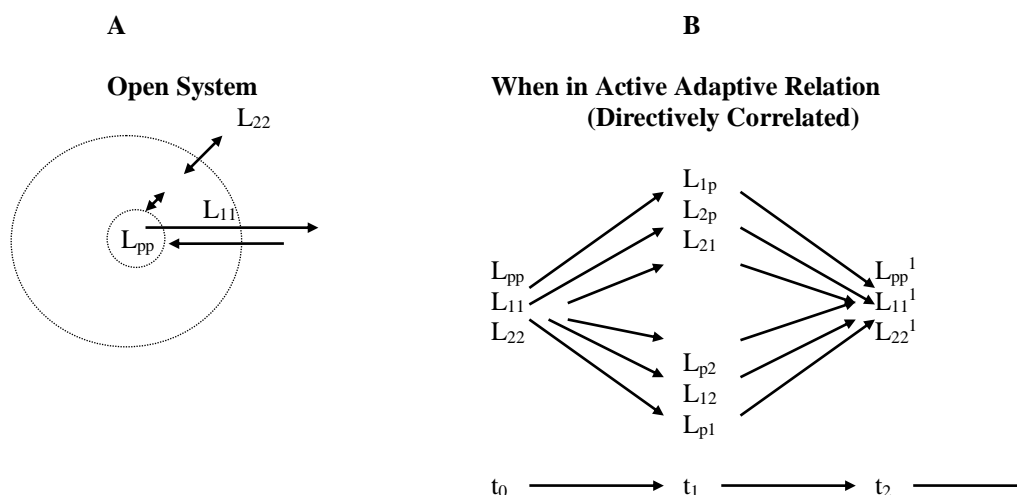 A
Open System
L₂₂
L₁₁
Lₚₚ
B
When in Active Adaptive Relation
(Directively Correlated)
L₁ₚ
L₂ₚ
L₂₁
Lₚₚ
L₁₁
L₂₂
Lₚₚ¹
L₁₁¹
L₂₂¹
Lₚ₂
L₁₂
Lₚ₁
t₀ t₁ t₂